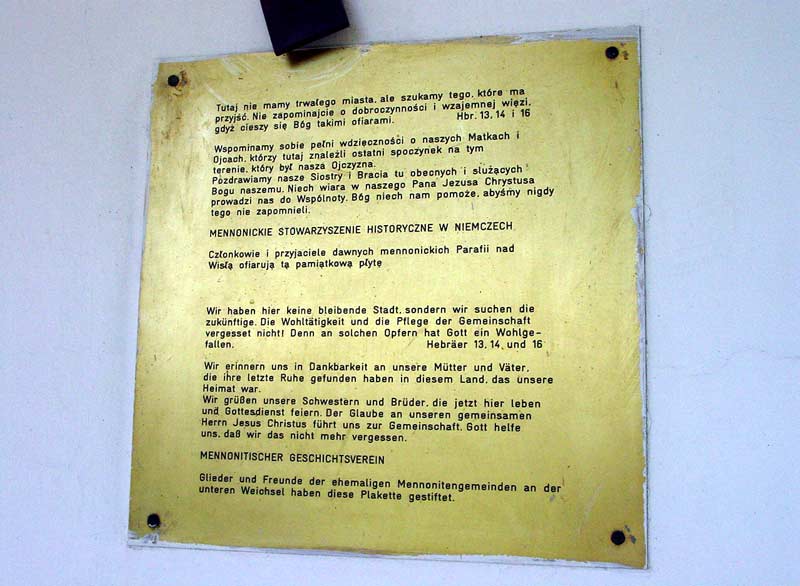 Tutaj nie mamy trwałego miasta, ale szukamy tego, które ma
przyjść. Nie zapominajcie o dobroczynności i wzajemnej więzi,
gdyż cieszy się Bóg takimi ofiarami. Hbr. 13, 14 i 16
Wspominamy sobie pełni wdzięczności o naszych Matkach i
Ojcach, którzy tutaj znaleźli ostatni spoczynek na tym
terenie, który był nasza Ojczyzna.
Pozdrawiamy nasze Siostry i Bracia tu obecnych i służących
Bogu naszemu. Niech wiara w naszego Pana Jezusa Chrystusa
prowadzi nas do Wspólnoty. Bóg niech nam pomoże, abyśmy nigdy
tego nie zapomnieli.
MENNONICKIE STOWARZYSZENIE HISTORYCZNE W NIEMCZECH
Członkowie i przyjaciele dawnych mennonickich Parafii nad
Wisłą ofiarują tą pamiątkową płytę
Wir haben hier keine bleibende Stadt, sondern wir suchen die
zukünftige. Die Wohltätigkeit und die Pflege der Gemeinschaft
vergesset nicht! Denn an solchen Opfern hat Gott ein Wohlge-
fallen. Hebräer 13, 14, und 16
Wir erinnern uns in Dankbarkeit an unsere Mütter und Väter,
die ihre letzte Ruhe gefunden haben in diesem Land, das unsere
Heimat war.
Wir grüßen unsere Schwestern und Brüder, die jetzt hier leben
und Gottesdienst feiern. Der Glaube an unseren gemeinsamen
Herrn Jesus Christus führt uns zur Gemeinschaft. Gott helfe
uns, daß wir das nicht mehr vergessen.
MENNONITISCHER GESCHICHTSVEREIN
Glieder und Freunde der ehemaligen Mennonitengemeinden an der
unteren Weichsel haben diese Plakette gestiftet.